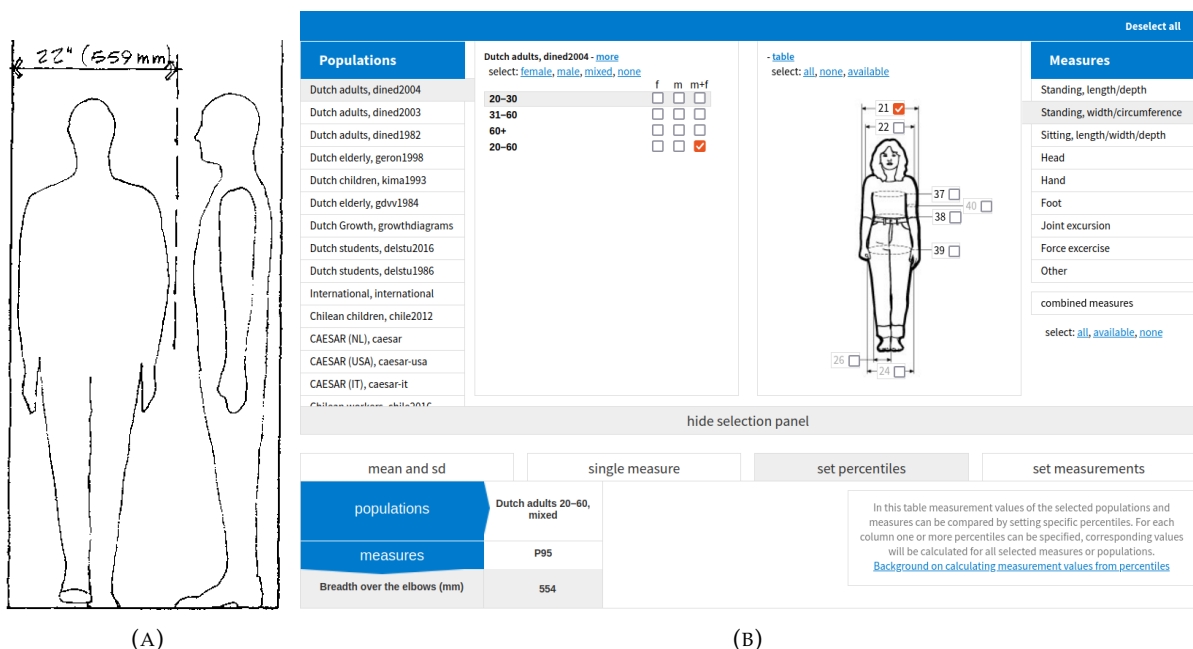 22" (559 mm)
Deselect all
Populations
Dutch adults, dined2004
Dutch adults, dined2003
Dutch adults, dined1982
Dutch elderly, geron1998
Dutch children, kima1993
Dutch elderly, gdvv1984
Dutch Growth, growthdiagrams
Dutch students, delstu2016
Dutch students, delstu1986
International, international
Chilean children, chile2012
CAESAR (NL), caesar
CAESAR (USA), caesar-usa
CAESAR (IT), caesar-it
Chilean workers, chile2016
Dutch adults, dined2004 - more
select: female, male, mixed, none
f m m+f
20–30
31–60
60+
20–60
- table
select: all, none, available
21
22
37
40
38
39
26
24
Measures
Standing, length/depth
Standing, width/circumference
Sitting, length/width/depth
Head
Hand
Foot
Joint excursion
Force excercise
Other
combined measures
select: all, available, none
hide selection panel
mean and sd
single measure
set percentiles
set measurements
populations
Dutch adults 20–60,
mixed
measures
P95
Breadth over the elbows (mm)
554
In this table measurement values of the selected populations and
measures can be compared by setting specific percentiles. For each
column one or more percentiles can be specified, corresponding values
will be calculated for all selected measures or populations.
Background on calculating measurement values from percentiles
(A)
(B)